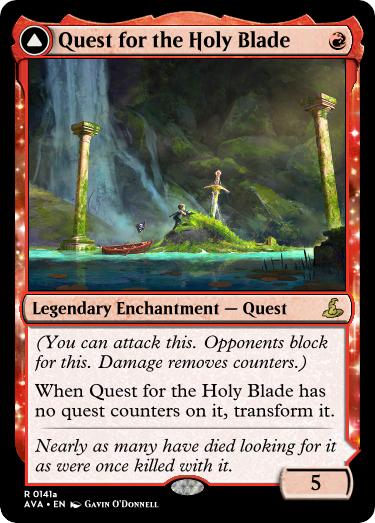 Quest for the Holy Blade
Legendary Enchantment — Quest
(You can attack this. Opponents block
for this. Damage removes counters.)
When Quest for the Holy Blade has
no quest counters on it, transform it.
Nearly as many have died looking for it
as were once killed with it.
5
R 0141a
AVA • EN Gavin O'Donnell